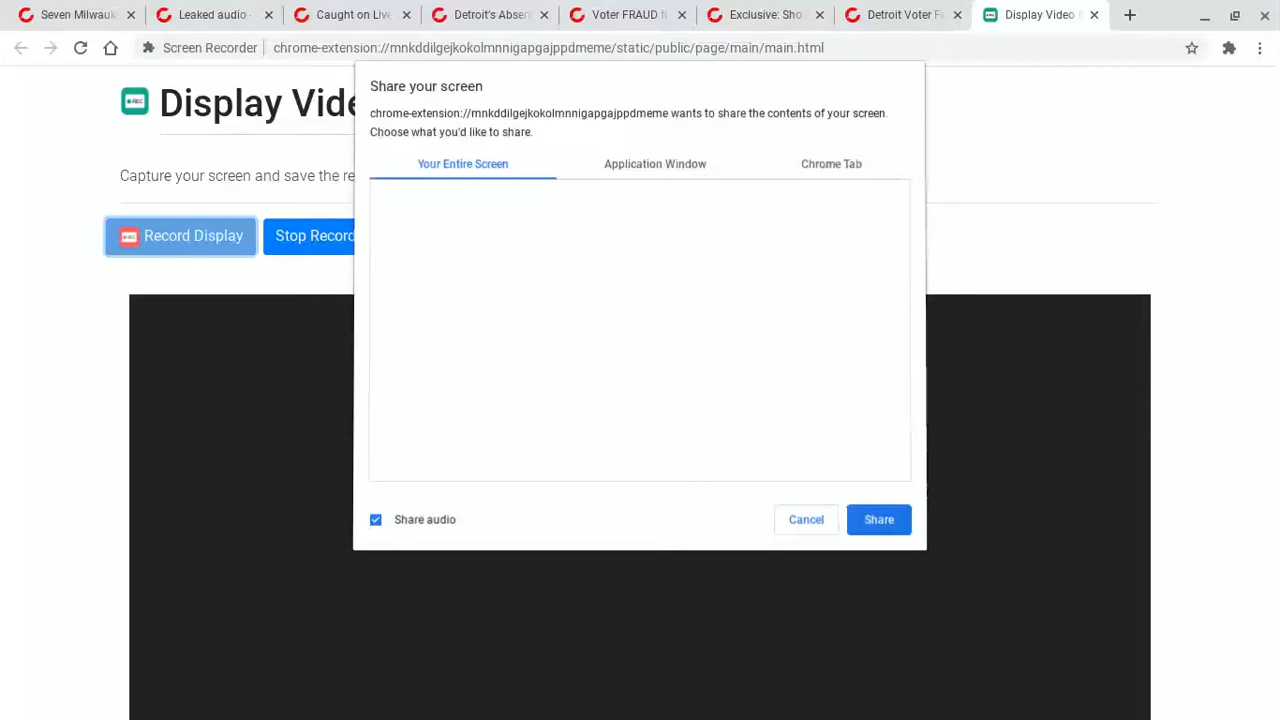 Seven Milwauk
Leaked audio -
Caught on Live
Detroit's Absen
Voter FRAUD f
Exclusive: Sho
Detroit Voter F
Display Video
Screen Recorder
chrome-extension://mnkddilgejkokolmnnigapgajppdmeme/static/public/page/main/main.html
Display Vide
Capture your screen and save the re
REC Record Display
Stop Record
Share your screen
chrome-extension://mnkddilgejkokolmnnigapgajppdmeme wants to share the contents of your screen.
Choose what you'd like to share.
Your Entire Screen
Application Window
Chrome Tab
Share audio
Cancel
Share